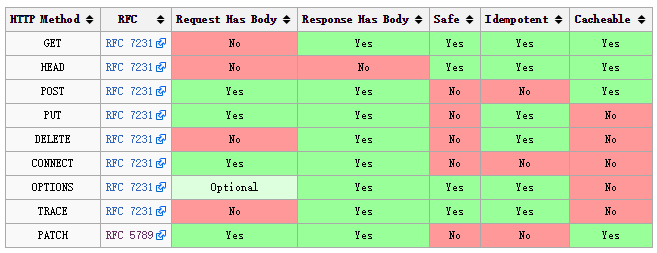 HTTP Method RFC Request Has Body Response Has Body Safe Idempotent Cacheable
GET RFC 7231 No Yes Yes Yes Yes
HEAD RFC 7231 No No Yes Yes Yes
POST RFC 7231 Yes Yes No No Yes
PUT RFC 7231 Yes Yes No Yes No
DELETE RFC 7231 No Yes No Yes No
CONNECT RFC 7231 Yes Yes No No No
OPTIONS RFC 7231 Optional Yes Yes Yes No
TRACE RFC 7231 No Yes Yes Yes No
PATCH RFC 5789 Yes Yes No No Yes